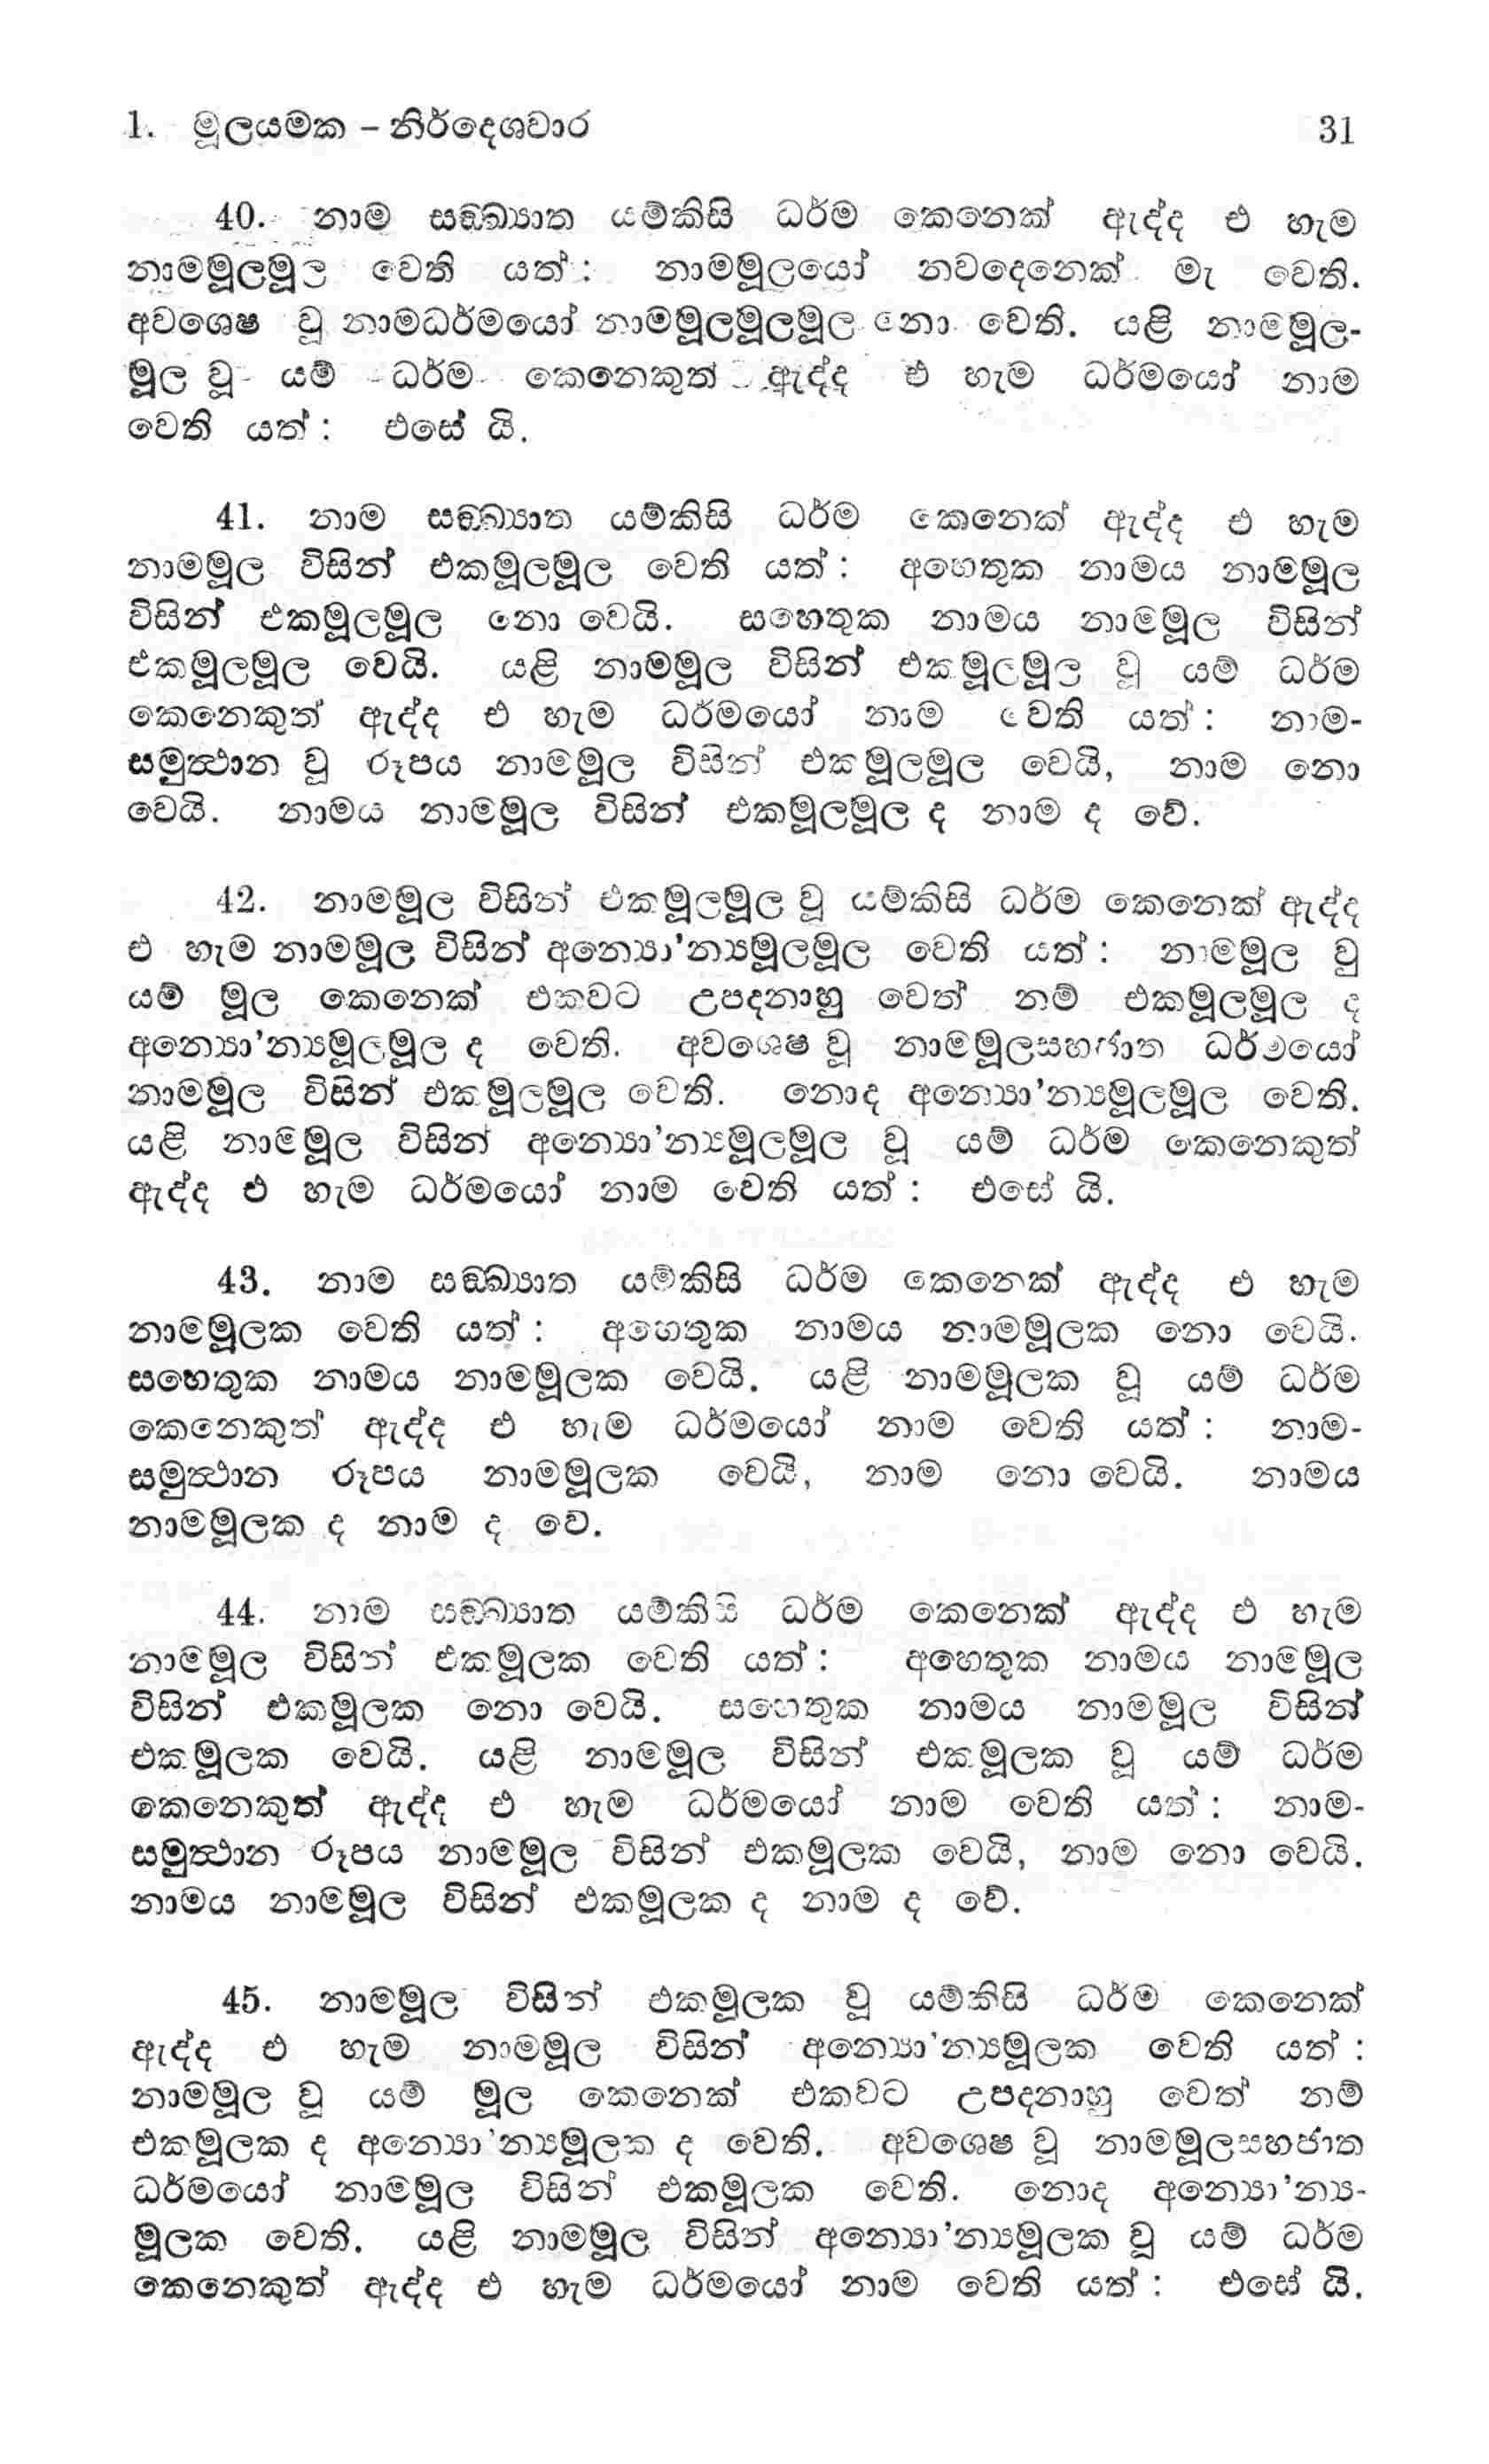 1. මූලයමක – නිර්දෙශවාර 31
40. නාම සඞ්ඛ්‍යාත යම්කිසි ධර්ම කෙනෙක් ඇද්ද එ හැම
නාමමූලමූල වෙති යත් : නාමමූලයෝ නවදෙනෙක් මැ වෙති.
අවශෙෂ වූ නාමධර්මයෝ නාමමූලමූලමූල නො වෙති. යළි නාමමූල-
මූල වූ යම් ධර්ම කෙනෙකුත් ඇද්ද එ හැම ධර්මයෝ නාම
වෙති යත් : එසේ යි.
41. නාම සඞ්ඛ්‍යාත යම්කිසි ධර්ම කෙනෙක් ඇද්ද එ හැම
නාමමූල විසින් එකමූලමූල වෙති යත් : අහෙතුක නාමය නාමමූල
විසින් එකමූලමූල නො වෙයි. සහෙතුක නාමය නාමමූල විසින්
එකමූලමූල වෙයි. යළි නාමමූල විසින් එකමූලමූල වූ යම් ධර්ම
කෙනෙකුත් ඇද්ද එ හැම ධර්මයෝ නාම වෙති යත් : නාම-
සමුත්‍ථාන වූ රූපය නාමමූල විසින් එකමූලමූල වෙයි, නාම නො
වෙයි. නාමය නාමමූල විසින් එකමූලමූල ද නාම ද වේ.
42. නාමමූල විසින් එකමූලමූල වූ යම්කිසි ධර්ම කෙනෙක් ඇද්ද
එ හැම නාමමූල විසින් අන්‍යො'න්‍යමූලමූල වෙති යත් : නාමමූල වු
යම් මූල කෙනෙක් එකවට උපදනාහු වෙත් නම් එකමූලමූල ද
අන්‍යො'න්‍යමූලමූල ද වෙති. අවශෙෂ වූ නාමමූලසහජාත ධර්මයෝ
නාමමූල විසින් එකමූලමූල වෙති. නොද අන්‍යො'න්‍යමූලමූල වෙති.
යළි නාමමූල විසින් අන්‍යො'න්‍යමූලමූල වූ යම් ධර්ම කෙනෙකුත්
ඇද්ද එ හැම ධර්මයෝ නාම වෙති යත් : එසේ යි.
43. නාම සඞ්ඛ්‍යාත යම්කිසි ධර්ම කෙනෙක් ඇද්ද එ හැම
නාමමූලක වෙති යත් : අහෙතුක නාමය නාමමූලක නො වෙයි.
සහෙතුක නාමය නාමමූලක වෙයි. යළි නාමමූලක වූ යම් ධර්ම
කෙනෙකුත් ඇද්ද එ හැම ධර්මයෝ නාම වෙති යත් : නාම-
සමුත්‍ථාන රූපය නාමමූලක වෙයි, නාම නො වෙයි. නාමය
නාමමූලක ද නාම ද වෙ.
44. නාම සඞ්ඛ්‍යාත යම්කිසි ධර්ම කෙනෙක් ඇද්ද එ හැම
නාමමූල විසින් එකමූලක වෙති යත් : අහෙතුක නාමය නාමමූල
විසින් එකමූලක නො වෙයි. සහෙතුක නාමය නාමමූල විසින්
එකමූලක වෙයි. යළි නාමමූල විසින් එකමූලක වූ යම් ධර්ම
කෙනෙකුත් ඇද්ද එ හැම ධර්මයෝ නාම වෙති යත් : නාම-
සමුත්‍ථාන රූපය නාමමූල විසින් එකමූලක වෙයි, නාම නො වෙයි.
නාමය නාමමූල විසින් එකමූලක ද නාම ද වේ.
45. නාමමූල විසින් එකමූලක වූ යම්කිසි ධර්ම කෙනෙක්
ඇද්ද එ හැම නාමමූල විසින් අන්‍යො'න්‍යමූලක වෙති යත් :
නාමමූල වූ යම් මූල කෙනෙක් එකවට උපදනාහු වෙත් නම්
එකමූලක ද අන්‍යො'න්‍යමූලක ද වෙති. අවශෙෂ වූ නාමමූලසහජාත
ධර්මයෝ නාමමූල විසින් එකමූලක වෙති. නොද අන්‍යො'න්‍ය-
මූලක වෙති. යළි නාමමූල විසින් අන්‍යො'න්‍යමූලක වූ යම් ධර්ම
කෙනෙකුත් ඇද්ද එ හැම ධර්මයෝ නාම වෙති යත් : එසේ යි.